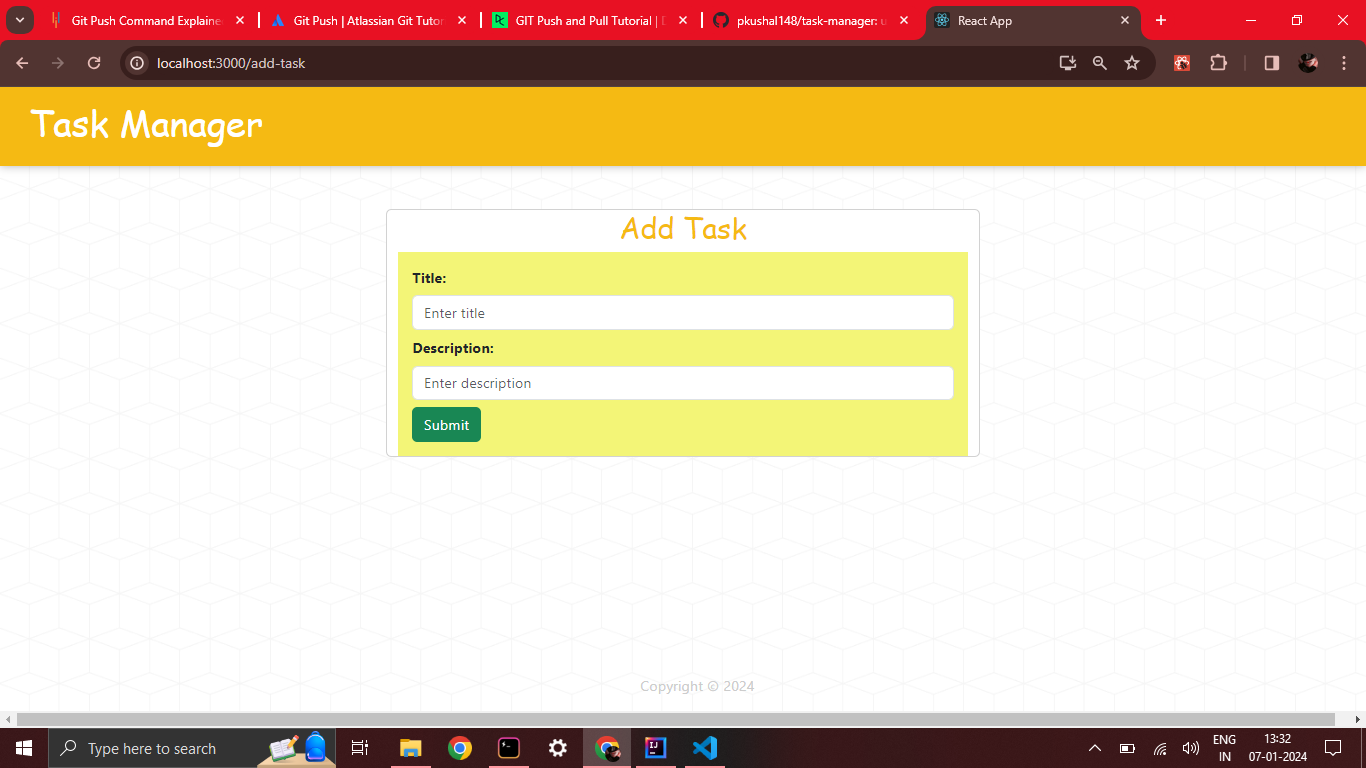 Git Push Command Explaine
Git Push | Atlassian Git Tutor
GIT Push and Pull Tutorial | D
pkushal148/task-manager: u
React App
localhost:3000/add-task
Task Manager
Add Task
Title:
Enter title
Description:
Enter description
Submit
Copyright © 2024
Type here to search
ENG
IN
13:32
07-01-2024